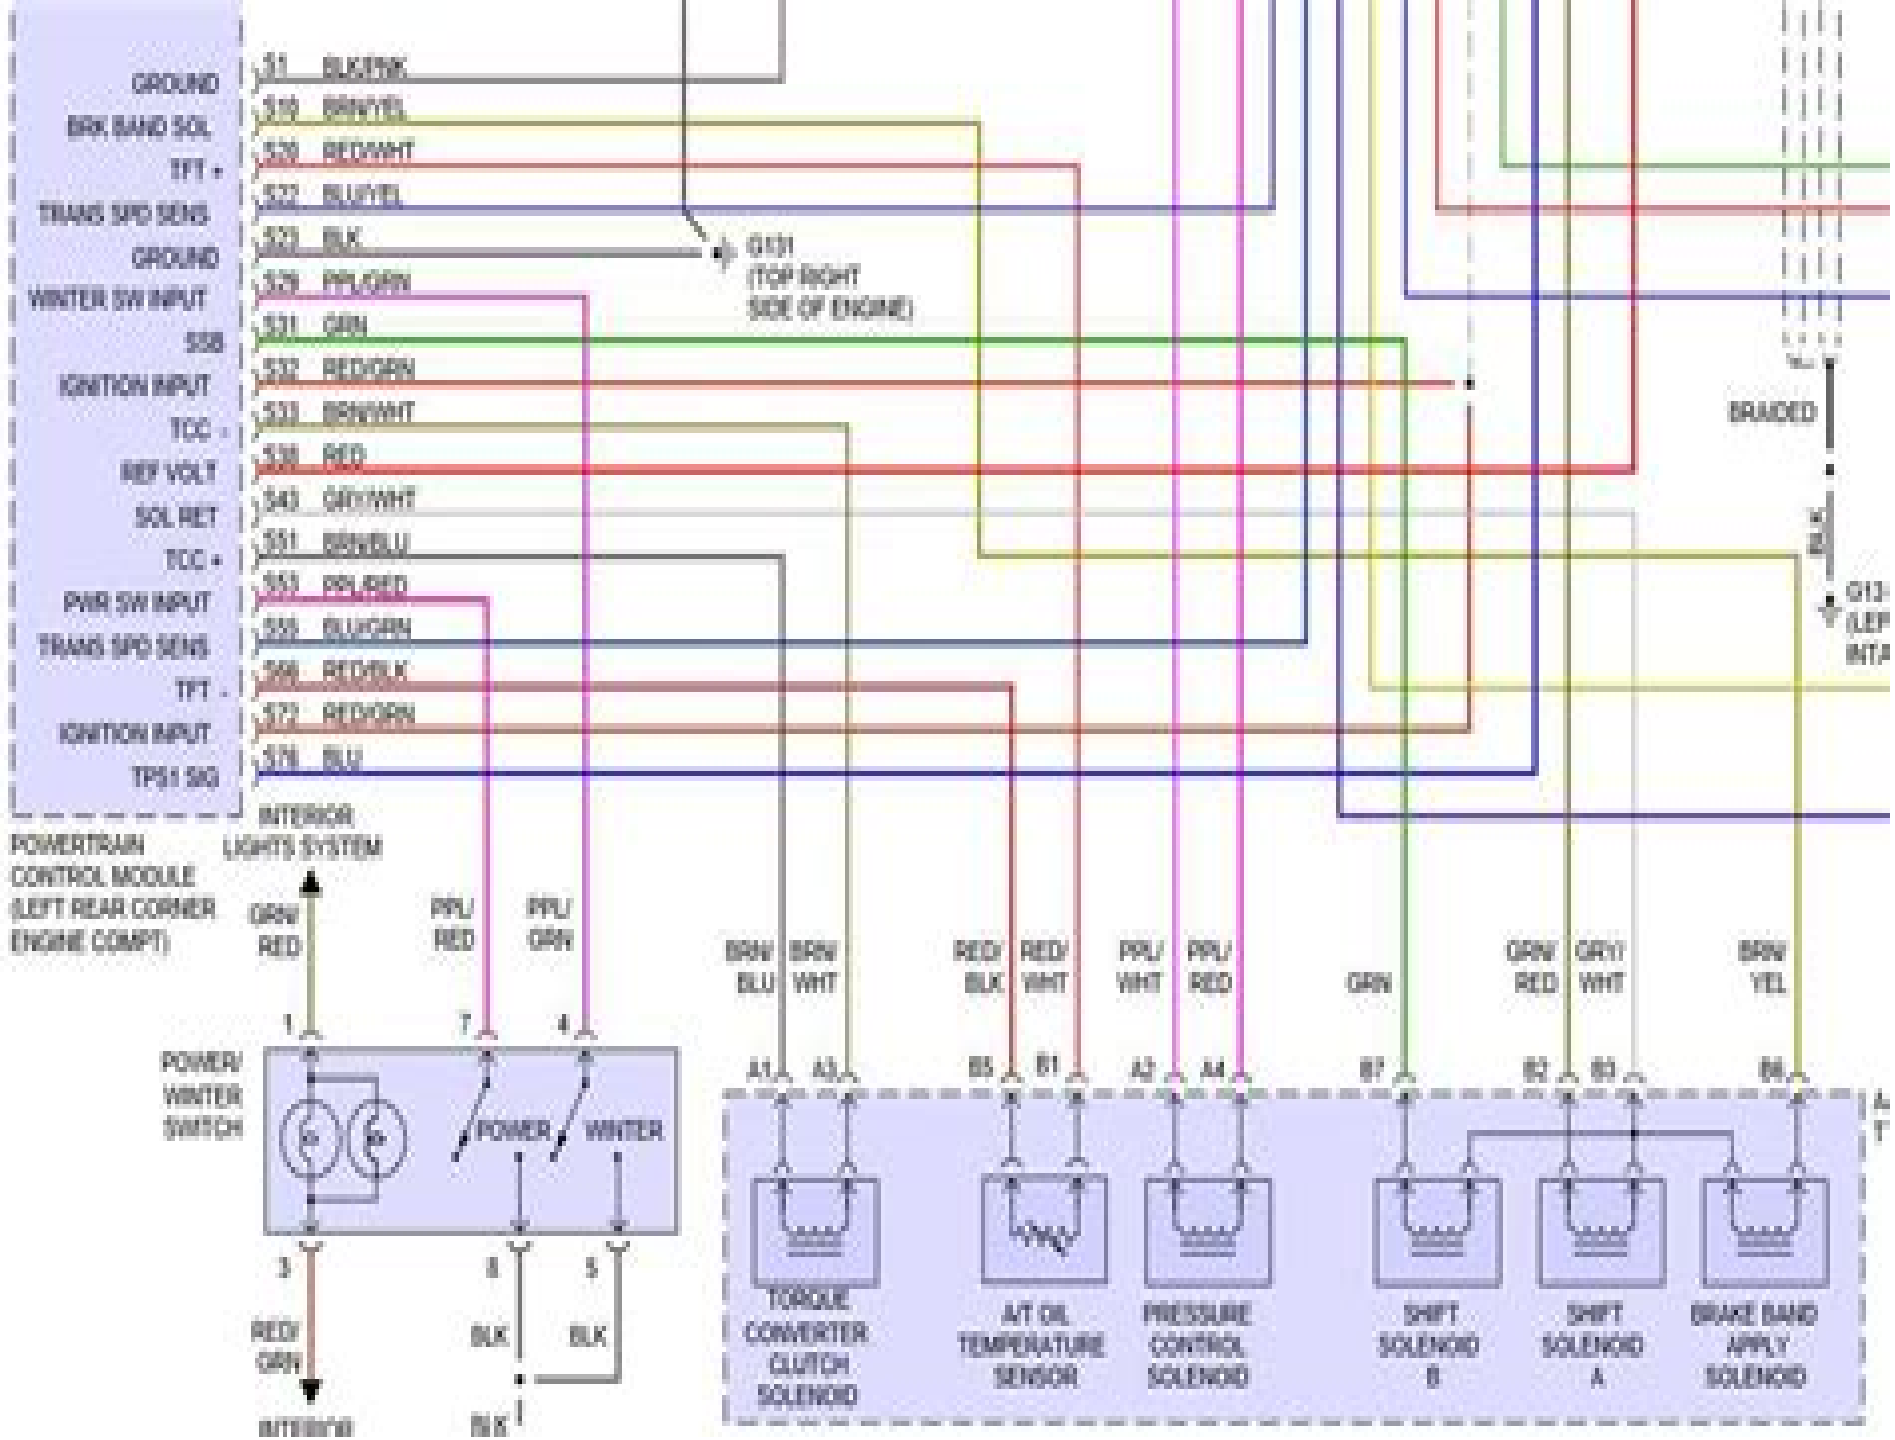 S1 BLK/PNK
GROUND
S19 BRN/YEL
BRK BAND SOL
S20 RED/WHT
TFT +
S22 BLU/YEL
TRANS SPD SENS
S23 BLK
GROUND
G131
(TOP RIGHT
SIDE OF ENGINE)
S29 PPL/GRN
WINTER SW INPUT
S31 GRN
SSB
S32 RED/GRN
IGNITION INPUT
S33 BRN/WHT
TCC -
RED
REF VOLT
S43 GRY/WHT
SOL RET
S51 BRN/BLU
TCC +
S53 PPL/RED
PWR SW INPUT
S55 BLU/GRN
TRANS SPD SENS
S66 RED/BLK
TFT -
S72 RED/GRN
IGNITION INPUT
S76 BLU
TPS1 SIG
BRAIDED
BLK
G13
(LEF
INTA
POWERTRAIN
CONTROL MODULE
(LEFT REAR CORNER
ENGINE COMPT)
INTERIOR
LIGHTS SYSTEM
GRN/
RED
PPL/
RED
PPL/
GRN
BRN/
BLU
BRN/
WHT
RED/
BLK
RED/
WHT
PPL/
WHT
PPL/
RED
GRN
GRN/
RED
GRY/
WHT
BRN/
YEL
1 7 4
A1 A3 B5 B1 A2 A4 B7 B2 B3 B6
POWER/
WINTER
SWITCH
POWER WINTER
3 5
RED/
GRN
BLK BLK
BLK
INTERIOR
TORQUE
CONVERTER
CLUTCH
SOLENOID
A/T OIL
TEMPERATURE
SENSOR
PRESSURE
CONTROL
SOLENOID
SHIFT
SOLENOID
B
SHIFT
SOLENOID
A
BRAKE BAND
APPLY
SOLENOID